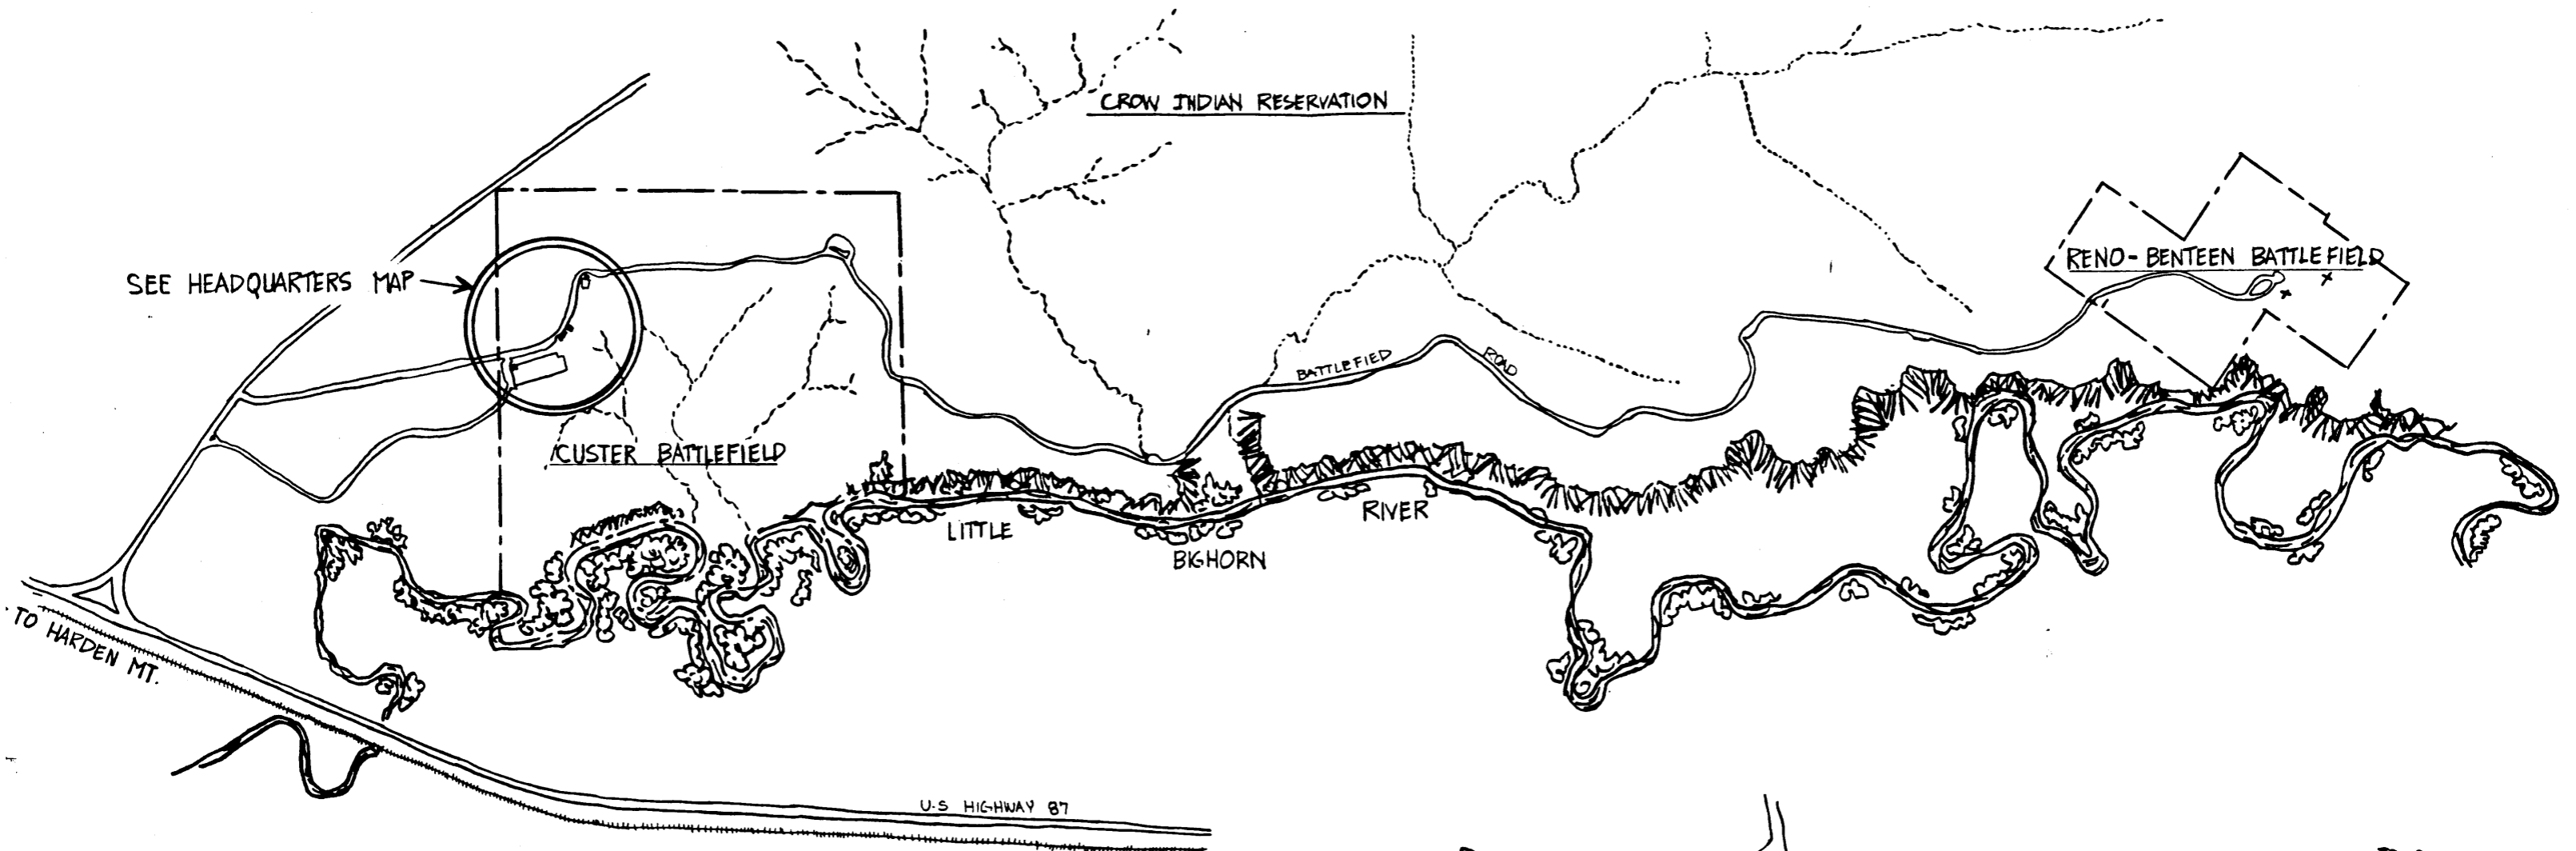 CROW INDIAN RESERVATION
SEE HEADQUARTERS MAP
RENO-BENTEEN BATTLEFIELD
BATTLEFIED ROAD
CUSTER BATTLEFIELD
LITTLE BIGHORN RIVER
TO HARDEN MT.
U.S HIGHWAY 87